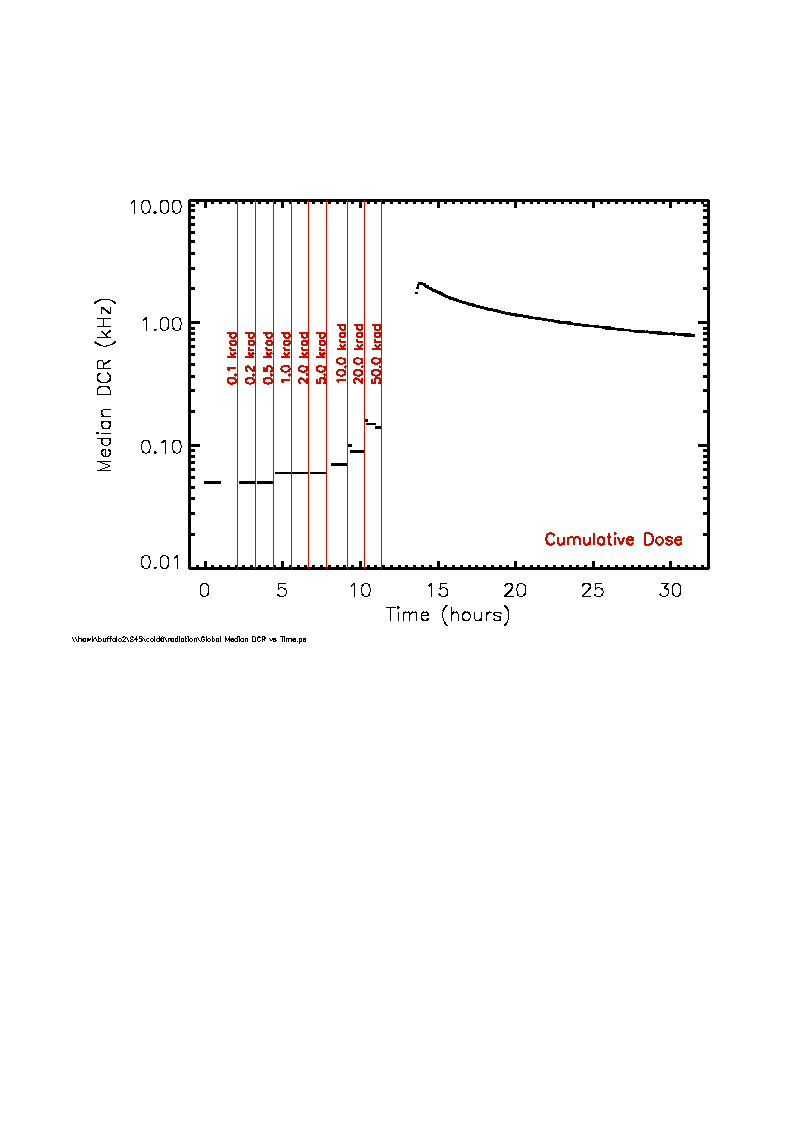 10.00
1.00
0.10
0.01
Median DCR (kHz)
0.1 krad
0.2 krad
0.5 krad
1.0 krad
2.0 krad
5.0 krad
10.0 krad
20.0 krad
50.0 krad
Cumulative Dose
0 5 10 15 20 25 30
Time (hours)